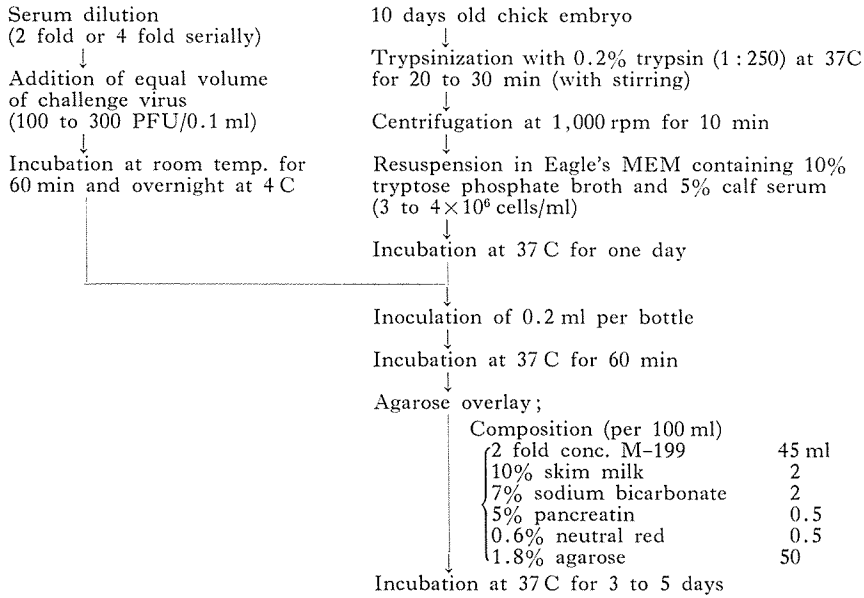 Serum dilution
(2 fold or 4 fold serially)
↓
Addition of equal volume
of challenge virus
(100 to 300 PFU/0.1 ml)
↓
Incubation at room temp. for
60 min and overnight at 4 C
10 days old chick embryo
↓
Trypsinization with 0.2% trypsin (1 : 250) at 37C
for 20 to 30 min (with stirring)
↓
Centrifugation at 1,000 rpm for 10 min
↓
Resuspension in Eagle's MEM containing 10%
tryptose phosphate broth and 5% calf serum
(3 to 4×10⁶ cells/ml)
↓
Incubation at 37 C for one day
↓
Inoculation of 0.2 ml per bottle
↓
Incubation at 37 C for 60 min
↓
Agarose overlay ;
Composition (per 100 ml)
2 fold conc. M-199 45 ml
10% skim milk 2
7% sodium bicarbonate 2
5% pancreatin 0.5
0.6% neutral red 0.5
1.8% agarose 50
↓
Incubation at 37 C for 3 to 5 days